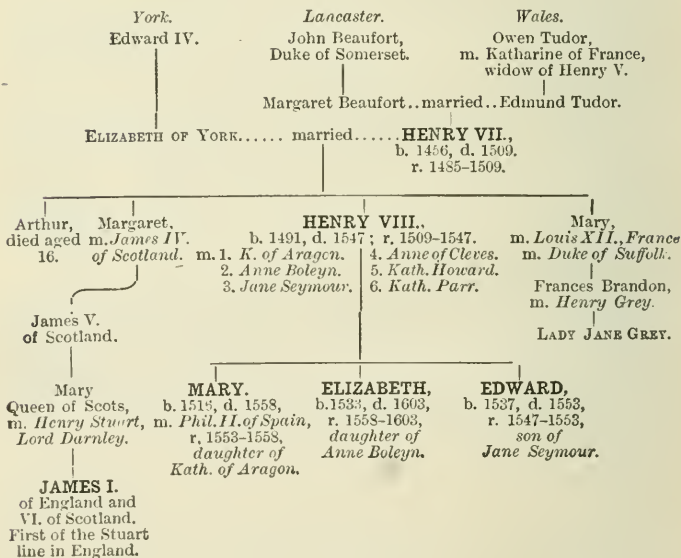 York.
Edward IV.
Lancaster.
John Beaufort,
Duke of Somerset.
Wales.
Owen Tudor,
m. Katharine of France,
widow of Henry V.
Margaret Beaufort..married..Edmund Tudor.
ELIZABETH OF YORK...... married......HENRY VII.,
b. 1456, d. 1509.
r. 1485-1509.
Arthur,
died aged
16.
Margaret,
m. James IV.
of Scotland.
HENRY VIII.,
b. 1491, d. 1547; r. 1509-1547.
m. 1. K. of Aragon.
2. Anne Boleyn.
3. Jane Seymour.
4. Anne of Cleves.
5. Kath. Howard.
6. Kath. Parr.
Mary,
m. Louis XII., France
m. Duke of Suffolk.
Frances Brandon,
m. Henry Grey.
LADY JANE GREY.
James V.
of Scotland.
Mary
Queen of Scots,
m. Henry Stuart,
Lord Darnley.
MARY.
b. 1516, d. 1558,
m. Phil. II. of Spain,
r. 1553-1558,
daughter of
Kath. of Aragon.
ELIZABETH,
b. 1533, d. 1603,
r. 1558-1603,
daughter of
Anne Boleyn.
EDWARD,
b. 1537, d. 1553,
r. 1547-1553,
son of
Jane Seymour.
JAMES I.
of England and
VI. of Scotland.
First of the Stuart
line in England.